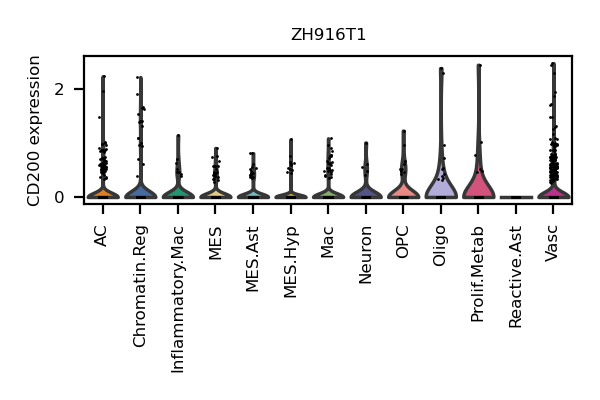 ZH916T1
CD200 expression
2
0
AC
Chromatin.Reg
Inflammatory.Mac
MES
MES.Ast
MES.Hyp
Mac
Neuron
OPC
Oligo
Prolif.Metab
Reactive.Ast
Vasc